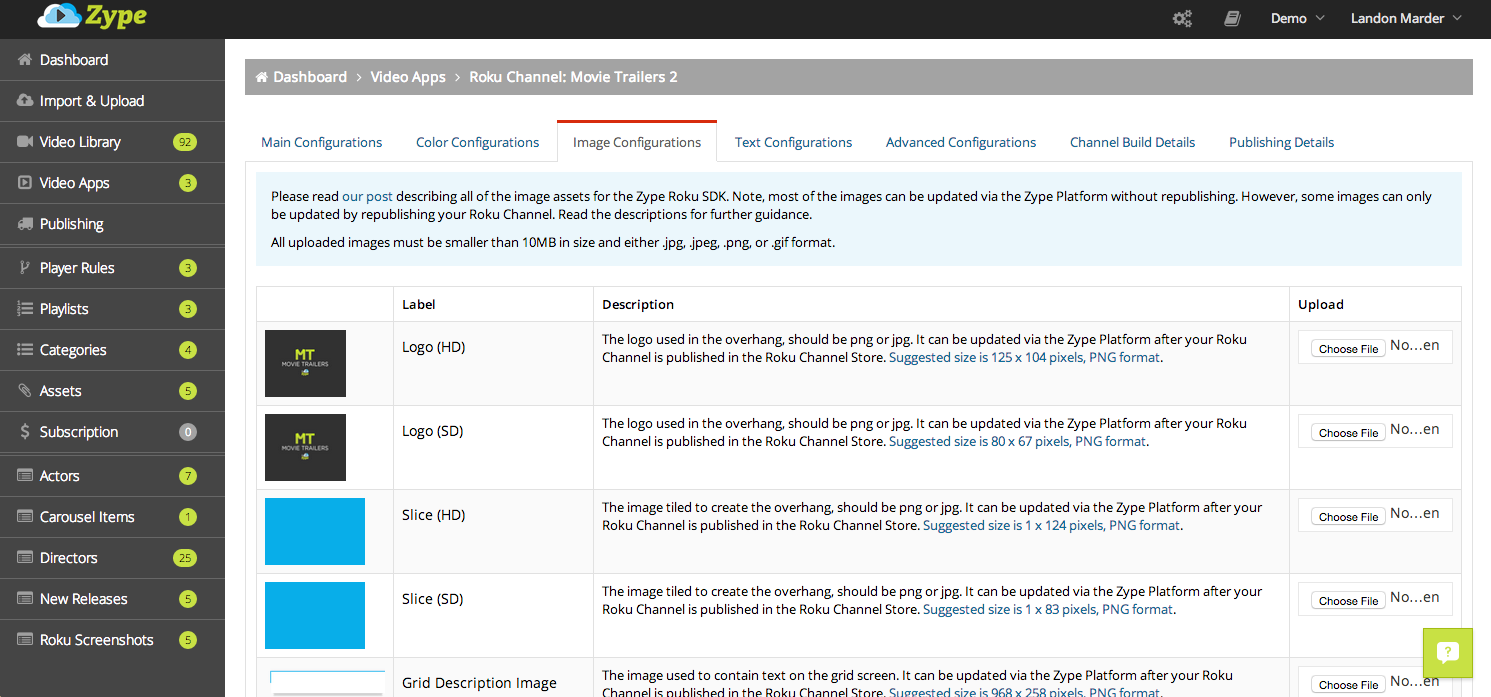 Zype
Demo
Landon Marder
Dashboard
Import & Upload
Video Library 92
Video Apps 3
Publishing
Player Rules 3
Playlists 3
Categories 4
Assets 5
Subscription 0
Actors 7
Carousel Items 1
Directors 25
New Releases 5
Roku Screenshots 5
Dashboard > Video Apps > Roku Channel: Movie Trailers 2
Main Configurations Color Configurations Image Configurations Text Configurations Advanced Configurations Channel Build Details Publishing Details
Please read our post describing all of the image assets for the Zype Roku SDK. Note, most of the images can be updated via the Zype Platform without republishing. However, some images can only
be updated by republishing your Roku Channel. Read the descriptions for further guidance.
All uploaded images must be smaller than 10MB in size and either .jpg, .jpeg, .png, or .gif format.
Label Description Upload
MT
MOVIE TRAILERS
Logo (HD)
The logo used in the overhang, should be png or jpg. It can be updated via the Zype Platform after your Roku
Channel is published in the Roku Channel Store. Suggested size is 125 x 104 pixels, PNG format.
Choose File No...en
MT
MOVIE TRAILERS
Logo (SD)
The logo used in the overhang, should be png or jpg. It can be updated via the Zype Platform after your Roku
Channel is published in the Roku Channel Store. Suggested size is 80 x 67 pixels, PNG format.
Choose File No...en
Slice (HD)
The image tiled to create the overhang, should be png or jpg. It can be updated via the Zype Platform after your
Roku Channel is published in the Roku Channel Store. Suggested size is 1 x 124 pixels, PNG format.
Choose File No...en
Slice (SD)
The image tiled to create the overhang, should be png or jpg. It can be updated via the Zype Platform after your
Roku Channel is published in the Roku Channel Store. Suggested size is 1 x 83 pixels, PNG format.
Choose File No...en
Grid Description Image
The image used to contain text on the grid screen. It can be updated via the Zype Platform after your Roku
Channel is published in the Roku Channel Store. Suggested size is 968 x 258 pixels, PNG format.
Choose File No...en
?